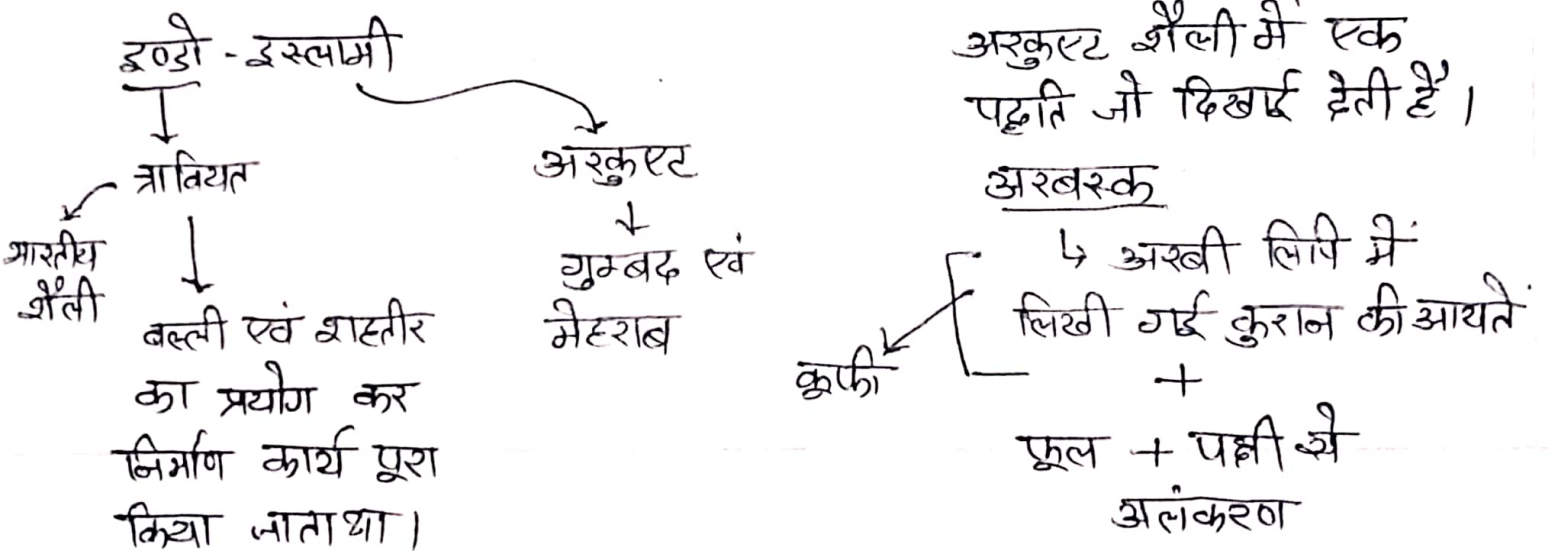 इण्डो - इस्लामी
त्रावियत
भारतीय
शैली
बल्ली एवं शहतीर
का प्रयोग कर
निर्माण कार्य पूरा
किया जाता था।
अरकुएट
गुम्बद एवं
मेहराब
अरकुएट शैली में एक
पद्धति जो दिखाई देती है।
अरबस्क
↳ अरबी लिपि में
लिखी गई कुरान की आयतें
कूफी
+
फूल + पक्षी से
अलंकरण